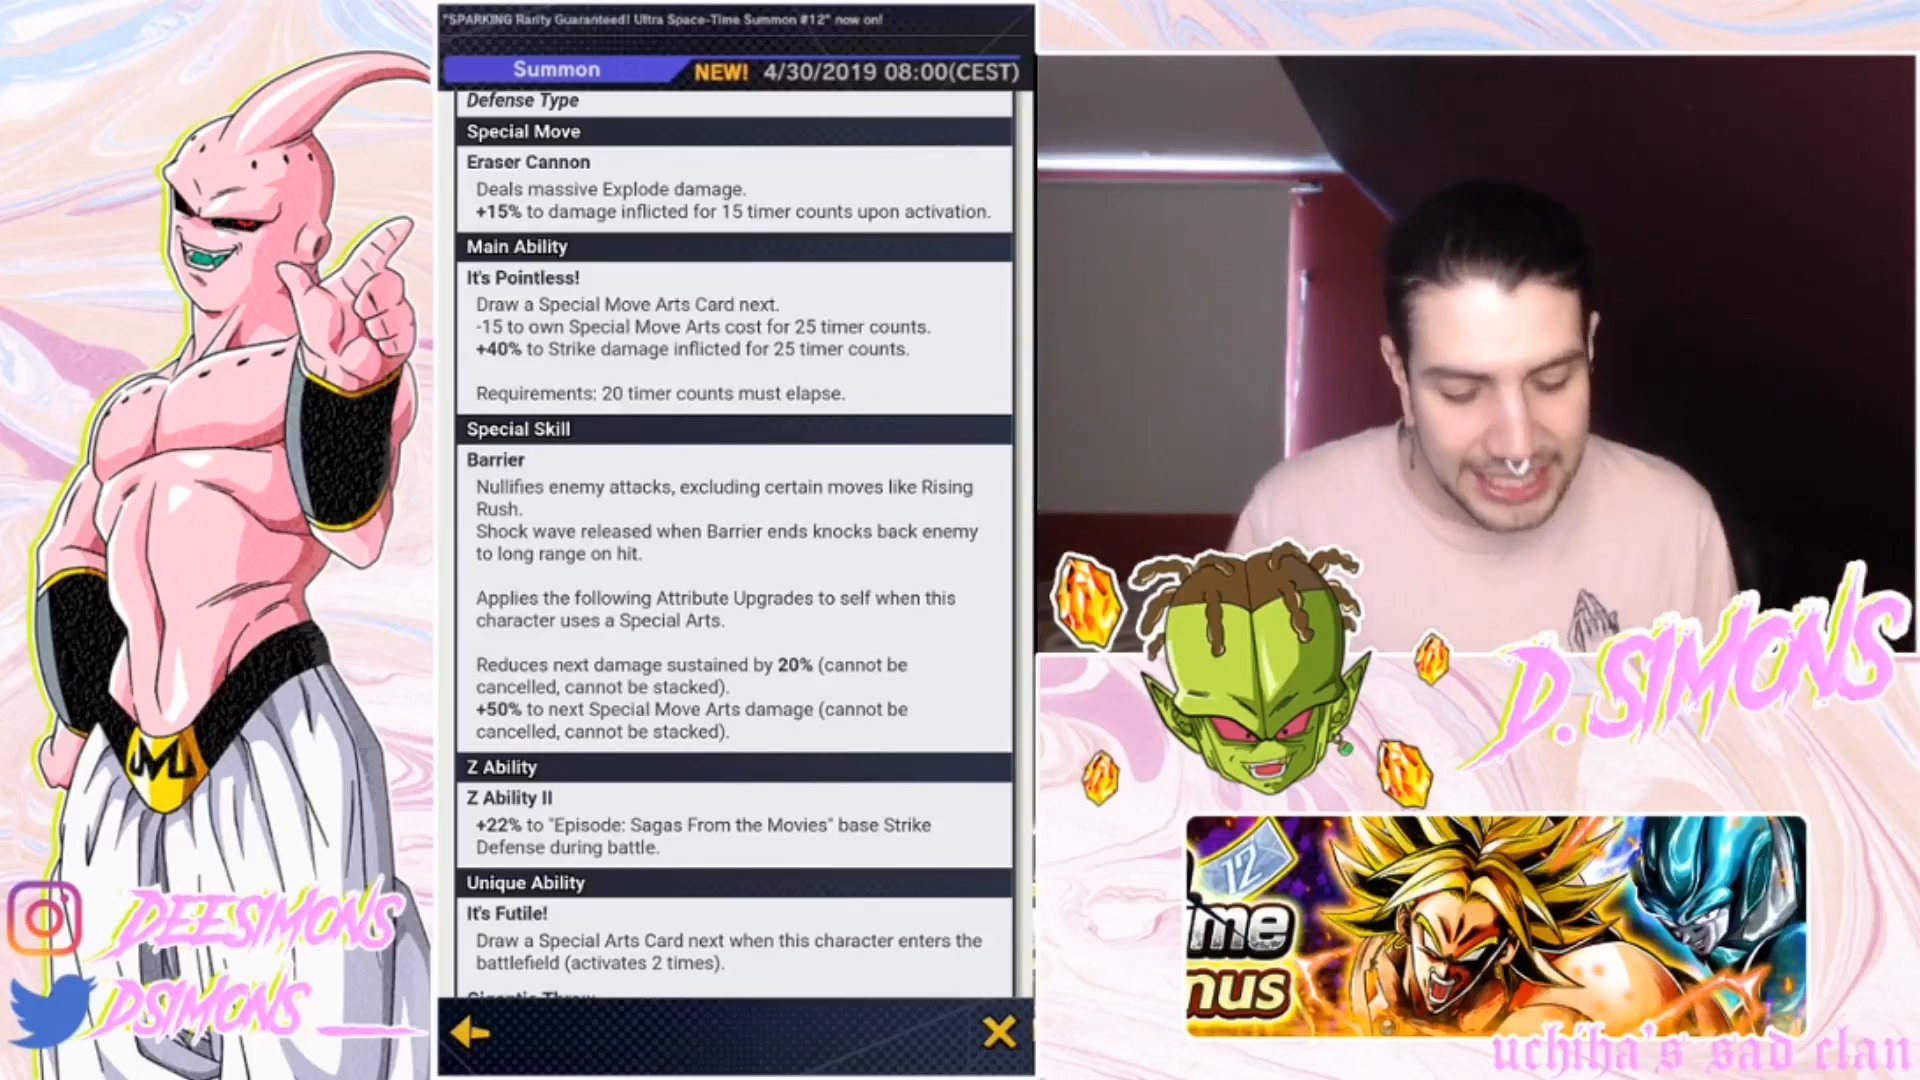 "SPARKING Rarity Guaranteed! Ultra Space-Time Summon #12" now on!
Summon
NEW! 4/30/2019 08:00(CEST)
Defense Type
Special Move
Eraser Cannon
Deals massive Explode damage.
+15% to damage inflicted for 15 timer counts upon activation.
Main Ability
It's Pointless!
Draw a Special Move Arts Card next.
-15 to own Special Move Arts cost for 25 timer counts.
+40% to Strike damage inflicted for 25 timer counts.
Requirements: 20 timer counts must elapse.
Special Skill
Barrier
Nullifies enemy attacks, excluding certain moves like Rising
Rush.
Shock wave released when Barrier ends knocks back enemy
to long range on hit.
Applies the following Attribute Upgrades to self when this
character uses a Special Arts.
Reduces next damage sustained by 20% (cannot be
cancelled, cannot be stacked).
+50% to next Special Move Arts damage (cannot be
cancelled, cannot be stacked).
Z Ability
Z Ability II
+22% to "Episode: Sagas From the Movies" base Strike
Defense during battle.
Unique Ability
It's Futile!
Draw a Special Arts Card next when this character enters the
battlefield (activates 2 times).
M
DEESIMONS
DSIMONS__
D.SIMONS
12
ime
nus
uchiha's sad clan